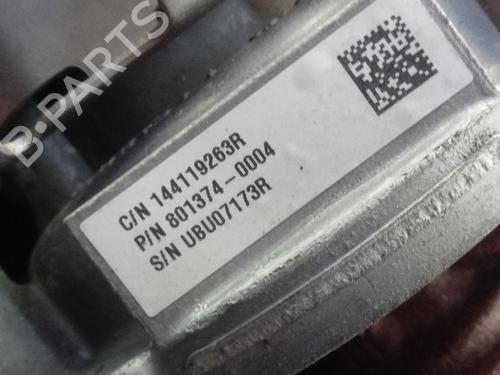 B-PARTS
C/N 144119263R
P/N 801374-0004
S/N UBU07173R